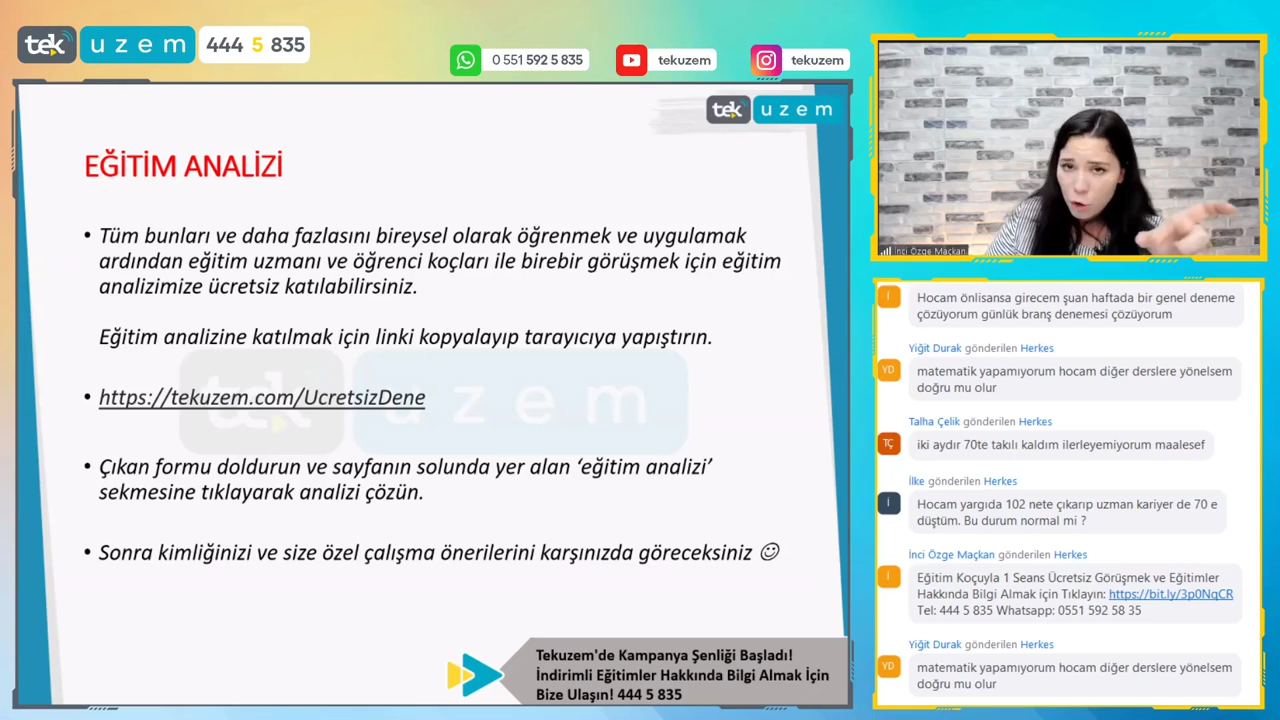 tek uzem 444 5 835
0 551 592 5 835
tekuzem
tekuzem
tek uzem
EĞİTİM ANALİZİ
• Tüm bunları ve daha fazlasını bireysel olarak öğrenmek ve uygulamak
ardından eğitim uzmanı ve öğrenci koçları ile birebir görüşmek için eğitim
analizimize ücretsiz katılabilirsiniz.
Eğitim analizine katılmak için linki kopyalayıp tarayıcıya yapıştırın.
• https://tekuzem.com/UcretsizDene
tek uzem
• Çıkan formu doldurun ve sayfanın solunda yer alan ‘eğitim analizi’
sekmesine tıklayarak analizi çözün.
• Sonra kimliğinizi ve size özel çalışma önerilerini karşınızda göreceksiniz ☺
Tekuzem'de Kampanya Şenliği Başladı!
İndirimli Eğitimler Hakkında Bilgi Almak İçin
Bize Ulaşın! 444 5 835
İnci Özge Maçkan
İ
Hocam önlisansa girecem şuan haftada bir genel deneme
çözüyorum günlük branş denemesi çözüyorum
Yiğit Durak gönderilen Herkes
YD
matematik yapamıyorum hocam diğer derslere yönelsem
doğru mu olur
Talha Çelik gönderilen Herkes
TÇ
iki aydır 70te takılı kaldım ilerleyemiyorum maalesef
İlke gönderilen Herkes
İ
Hocam yargıda 102 nete çıkarıp uzman kariyer de 70 e
düştüm. Bu durum normal mi ?
İnci Özge Maçkan gönderilen Herkes
İ
Eğitim Koçuyla 1 Seans Ücretsiz Görüşmek ve Eğitimler
Hakkında Bilgi Almak için Tıklayın: https://bit.ly/3p0NqCR
Tel: 444 5 835 Whatsapp: 0551 592 58 35
Yiğit Durak gönderilen Herkes
YD
matematik yapamıyorum hocam diğer derslere yönelsem
doğru mu olur